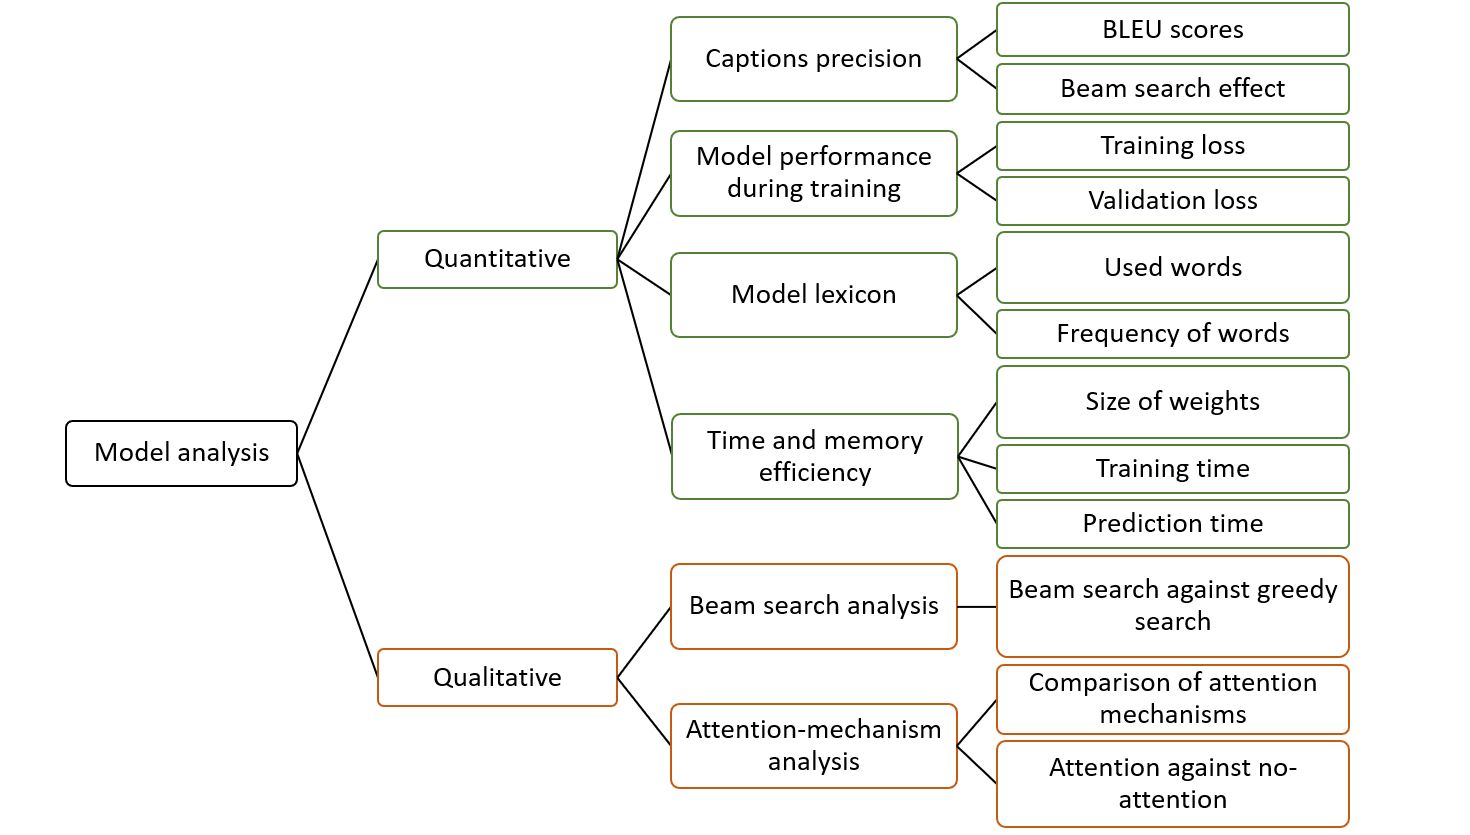 Model analysis
Quantitative
Captions precision
BLEU scores
Beam search effect
Model performance
during training
Training loss
Validation loss
Model lexicon
Used words
Frequency of words
Time and memory
efficiency
Size of weights
Training time
Prediction time
Qualitative
Beam search analysis
Beam search against greedy
search
Attention-mechanism
analysis
Comparison of attention
mechanisms
Attention against no-
attention